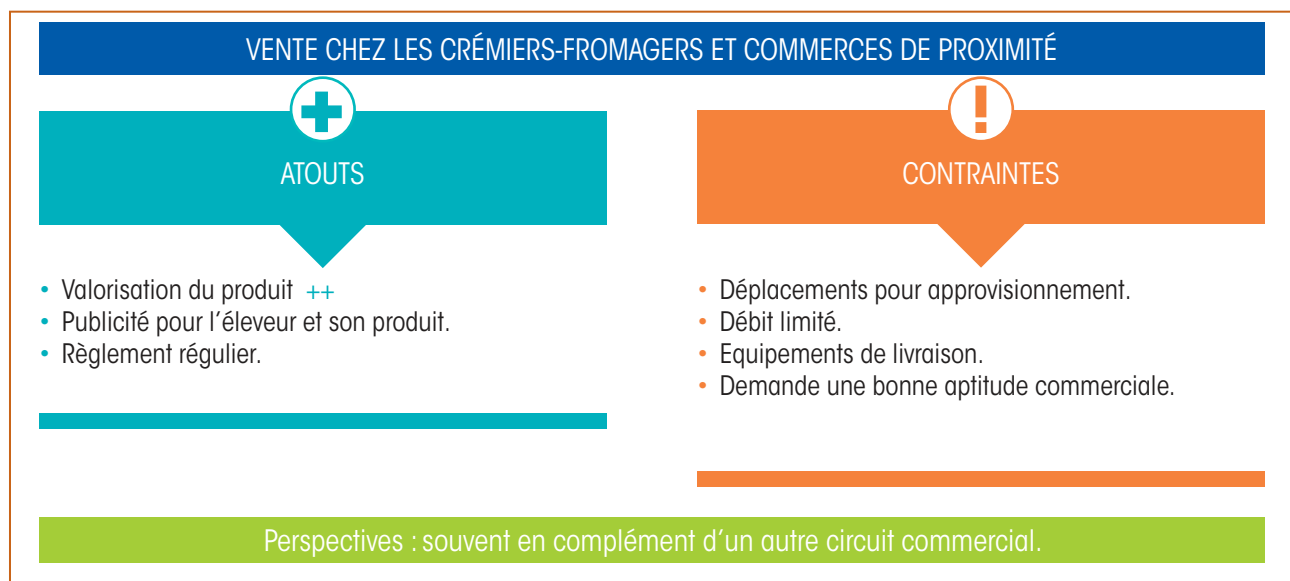 VENTE CHEZ LES CRÉMIERS-FROMAGERS ET COMMERCES DE PROXIMITÉ
ATOUTS
• Valorisation du produit ++
• Publicité pour l’éleveur et son produit.
• Règlement régulier.
CONTRAINTES
• Déplacements pour approvisionnement.
• Débit limité.
• Equipements de livraison.
• Demande une bonne aptitude commerciale.
Perspectives : souvent en complément d’un autre circuit commercial.